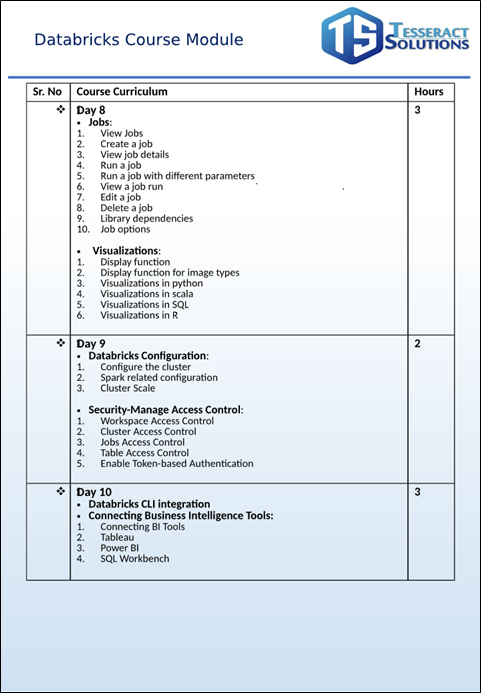 Databricks Course Module
TS TESSERACT
SOLUTIONS
Sr. No Course Curriculum Hours
❖ Day 8 3
• Jobs:
1. View Jobs
2. Create a job
3. View job details
4. Run a job
5. Run a job with different parameters
6. View a job run
7. Edit a job
8. Delete a job
9. Library dependencies
10. Job options
• Visualizations:
1. Display function
2. Display function for image types
3. Visualizations in python
4. Visualizations in scala
5. Visualizations in SQL
6. Visualizations in R
❖ Day 9 2
• Databricks Configuration:
1. Configure the cluster
2. Spark related configuration
3. Cluster Scale
• Security-Manage Access Control:
1. Workspace Access Control
2. Cluster Access Control
3. Jobs Access Control
4. Table Access Control
5. Enable Token-based Authentication
❖ Day 10 3
• Databricks CLI integration
• Connecting Business Intelligence Tools:
1. Connecting BI Tools
2. Tableau
3. Power BI
4. SQL Workbench